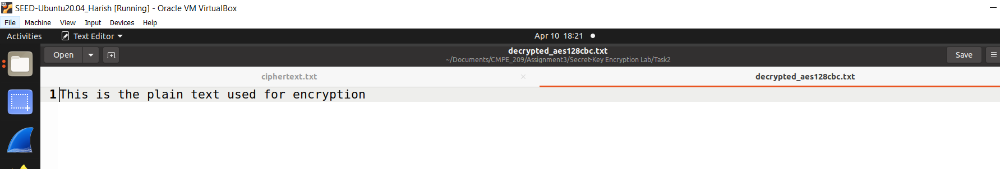 SEED-Ubuntu20.04_Harish [Running] - Oracle VM VirtualBox
File Machine View Input Devices Help
Activities Text Editor Apr 10 18:21
Open decrypted_aes128cbc.txt Save
~/Documents/CMPE_209/Assignment3/Secret-Key Encryption Lab/Task2
ciphertext.txt × decrypted_aes128cbc.txt
1 This is the plain text used for encryption